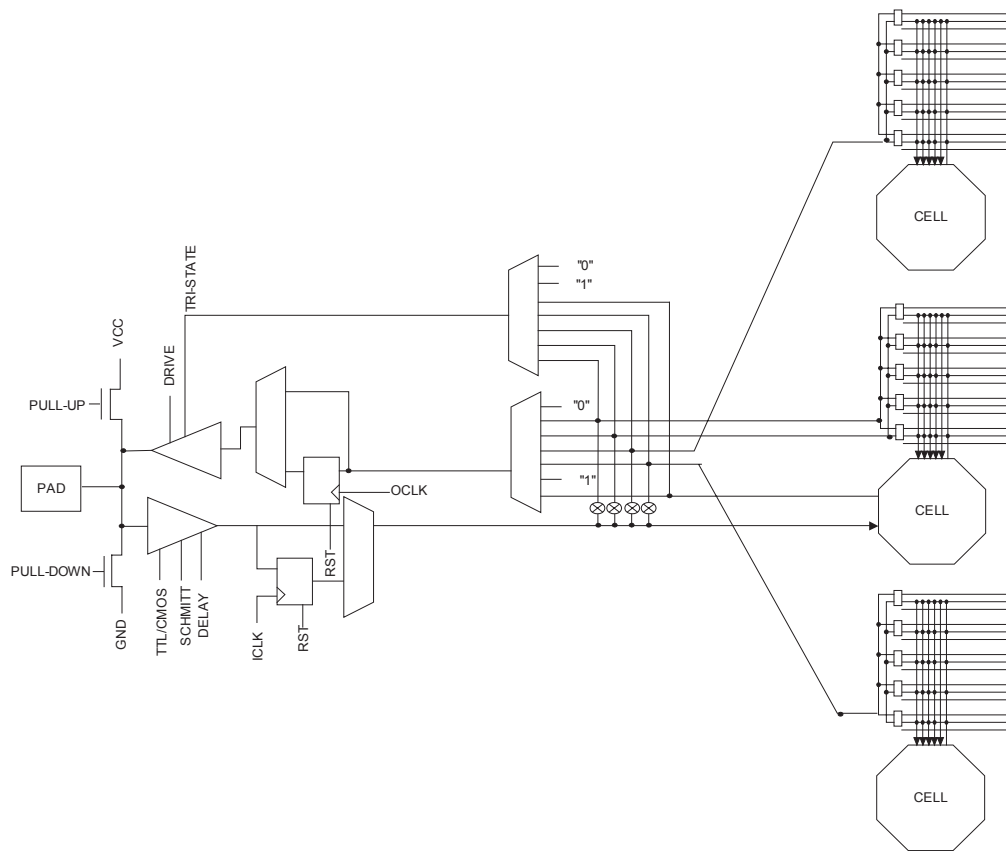 CELL
TRI-STATE
"0"
"1"
VCC
DRIVE
PULL-UP
"0"
PAD
OCLK
"1"
CELL
PULL-DOWN
RST
GND
TTL/CMOS
SCHMITT
DELAY
ICLK
RST
CELL